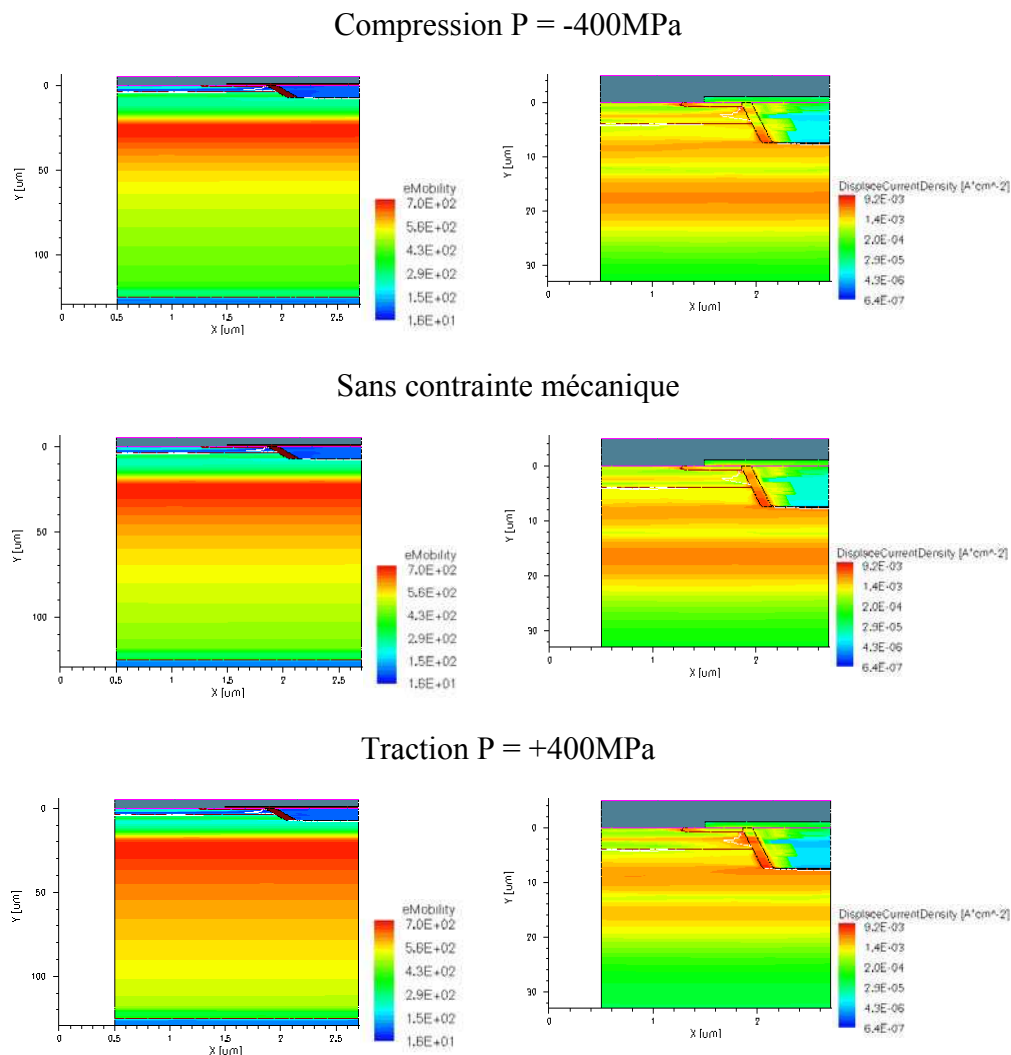 Compression P = -400MPa
0
50
100
Y [um]
0
0.5
1
1.5
2
2.5
X [um]
eMobility
7.0E+02
5.6E+02
4.3E+02
2.9E+02
1.5E+02
1.6E+01
0
10
20
30
Y [um]
0
1
2
X [um]
DisplaceCurrentDensity [A*cm^-2]
9.2E-03
1.4E-03
2.0E-04
2.9E-05
4.3E-06
6.4E-07
Sans contrainte mécanique
0
50
100
Y [um]
0
0.5
1
1.5
2
2.5
X [um]
eMobility
7.0E+02
5.6E+02
4.3E+02
2.9E+02
1.5E+02
1.6E+01
0
10
20
30
Y [um]
0
1
2
X [um]
DisplaceCurrentDensity [A*cm^-2]
9.2E-03
1.4E-03
2.0E-04
2.9E-05
4.3E-06
6.4E-07
Traction P = +400MPa
0
50
100
Y [um]
0
0.5
1
1.5
2
2.5
X [um]
eMobility
7.0E+02
5.6E+02
4.3E+02
2.9E+02
1.5E+02
1.6E+01
0
10
20
30
Y [um]
0
1
2
X [um]
DisplaceCurrentDensity [A*cm^-2]
9.2E-03
1.4E-03
2.0E-04
2.9E-05
4.3E-06
6.4E-07